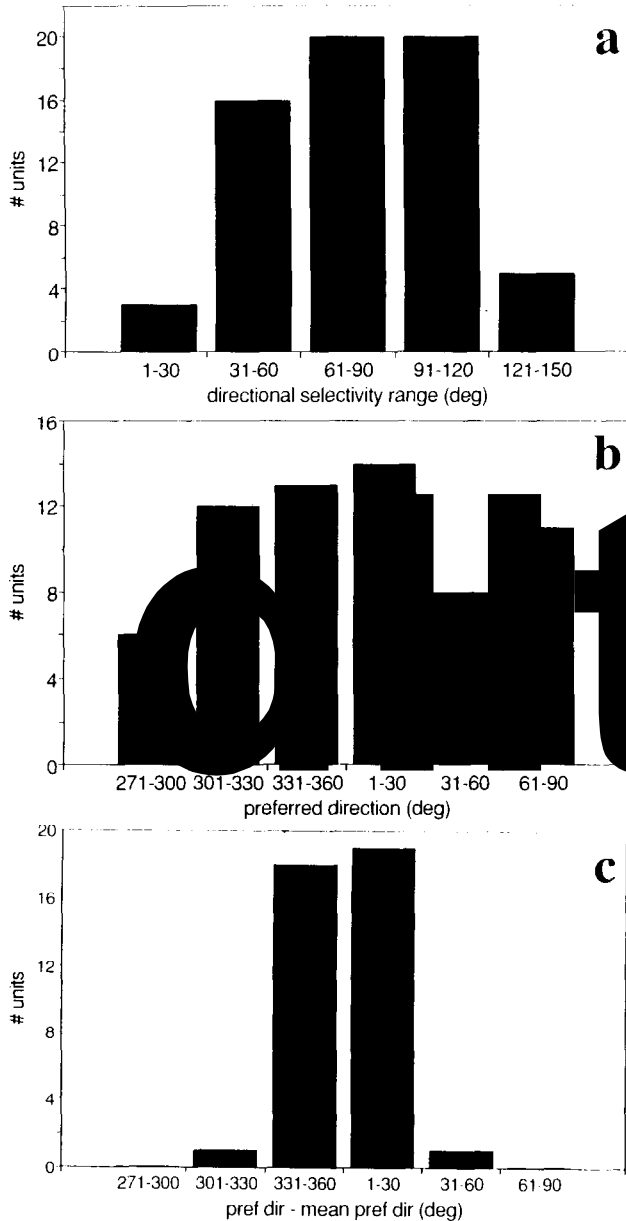 a
20
16
12
8
4
0
# units
1-30 31-60 61-90 91-120 121-150
directional selectivity range (deg)
b
16
12
8
4
0
# units
271-300 301-330 331-360 1-30 31-60 61-90
preferred direction (deg)
c
20
16
12
8
4
0
# units
271-300 301-330 331-360 1-30 31-60 61-90
pref dir - mean pref dir (deg)